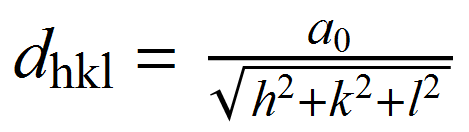 d_hkl = a_0 / √(h²+k²+l²)